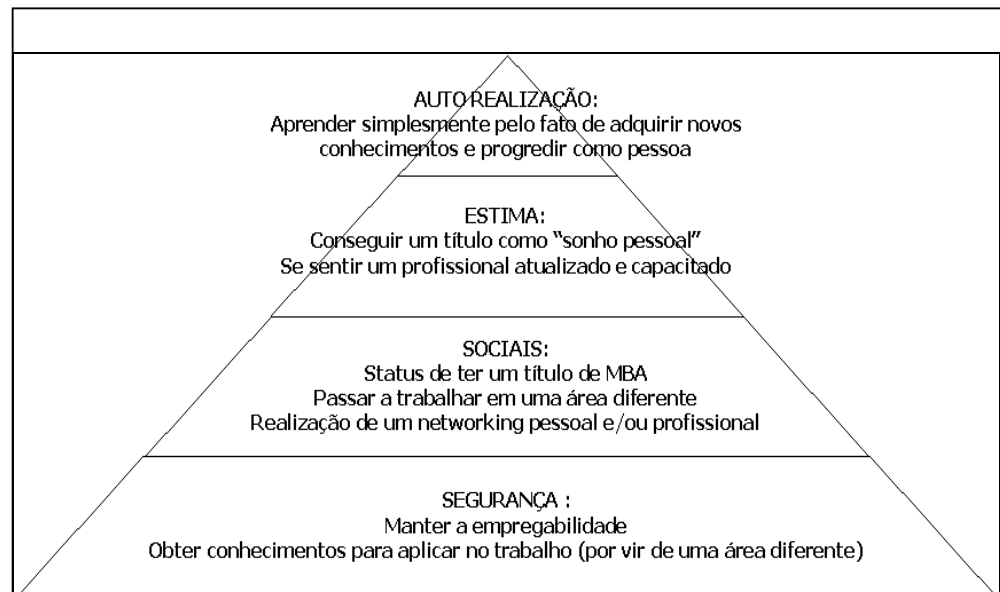 AUTO REALIZAÇÃO:
Aprender simplesmente pelo fato de adquirir novos
conhecimentos e progredir como pessoa
ESTIMA:
Conseguir um título como “sonho pessoal”
Se sentir um profissional atualizado e capacitado
SOCIAIS:
Status de ter um título de MBA
Passar a trabalhar em uma área diferente
Realização de um networking pessoal e/ou profissional
SEGURANÇA :
Manter a empregabilidade
Obter conhecimentos para aplicar no trabalho (por vir de uma área diferente)